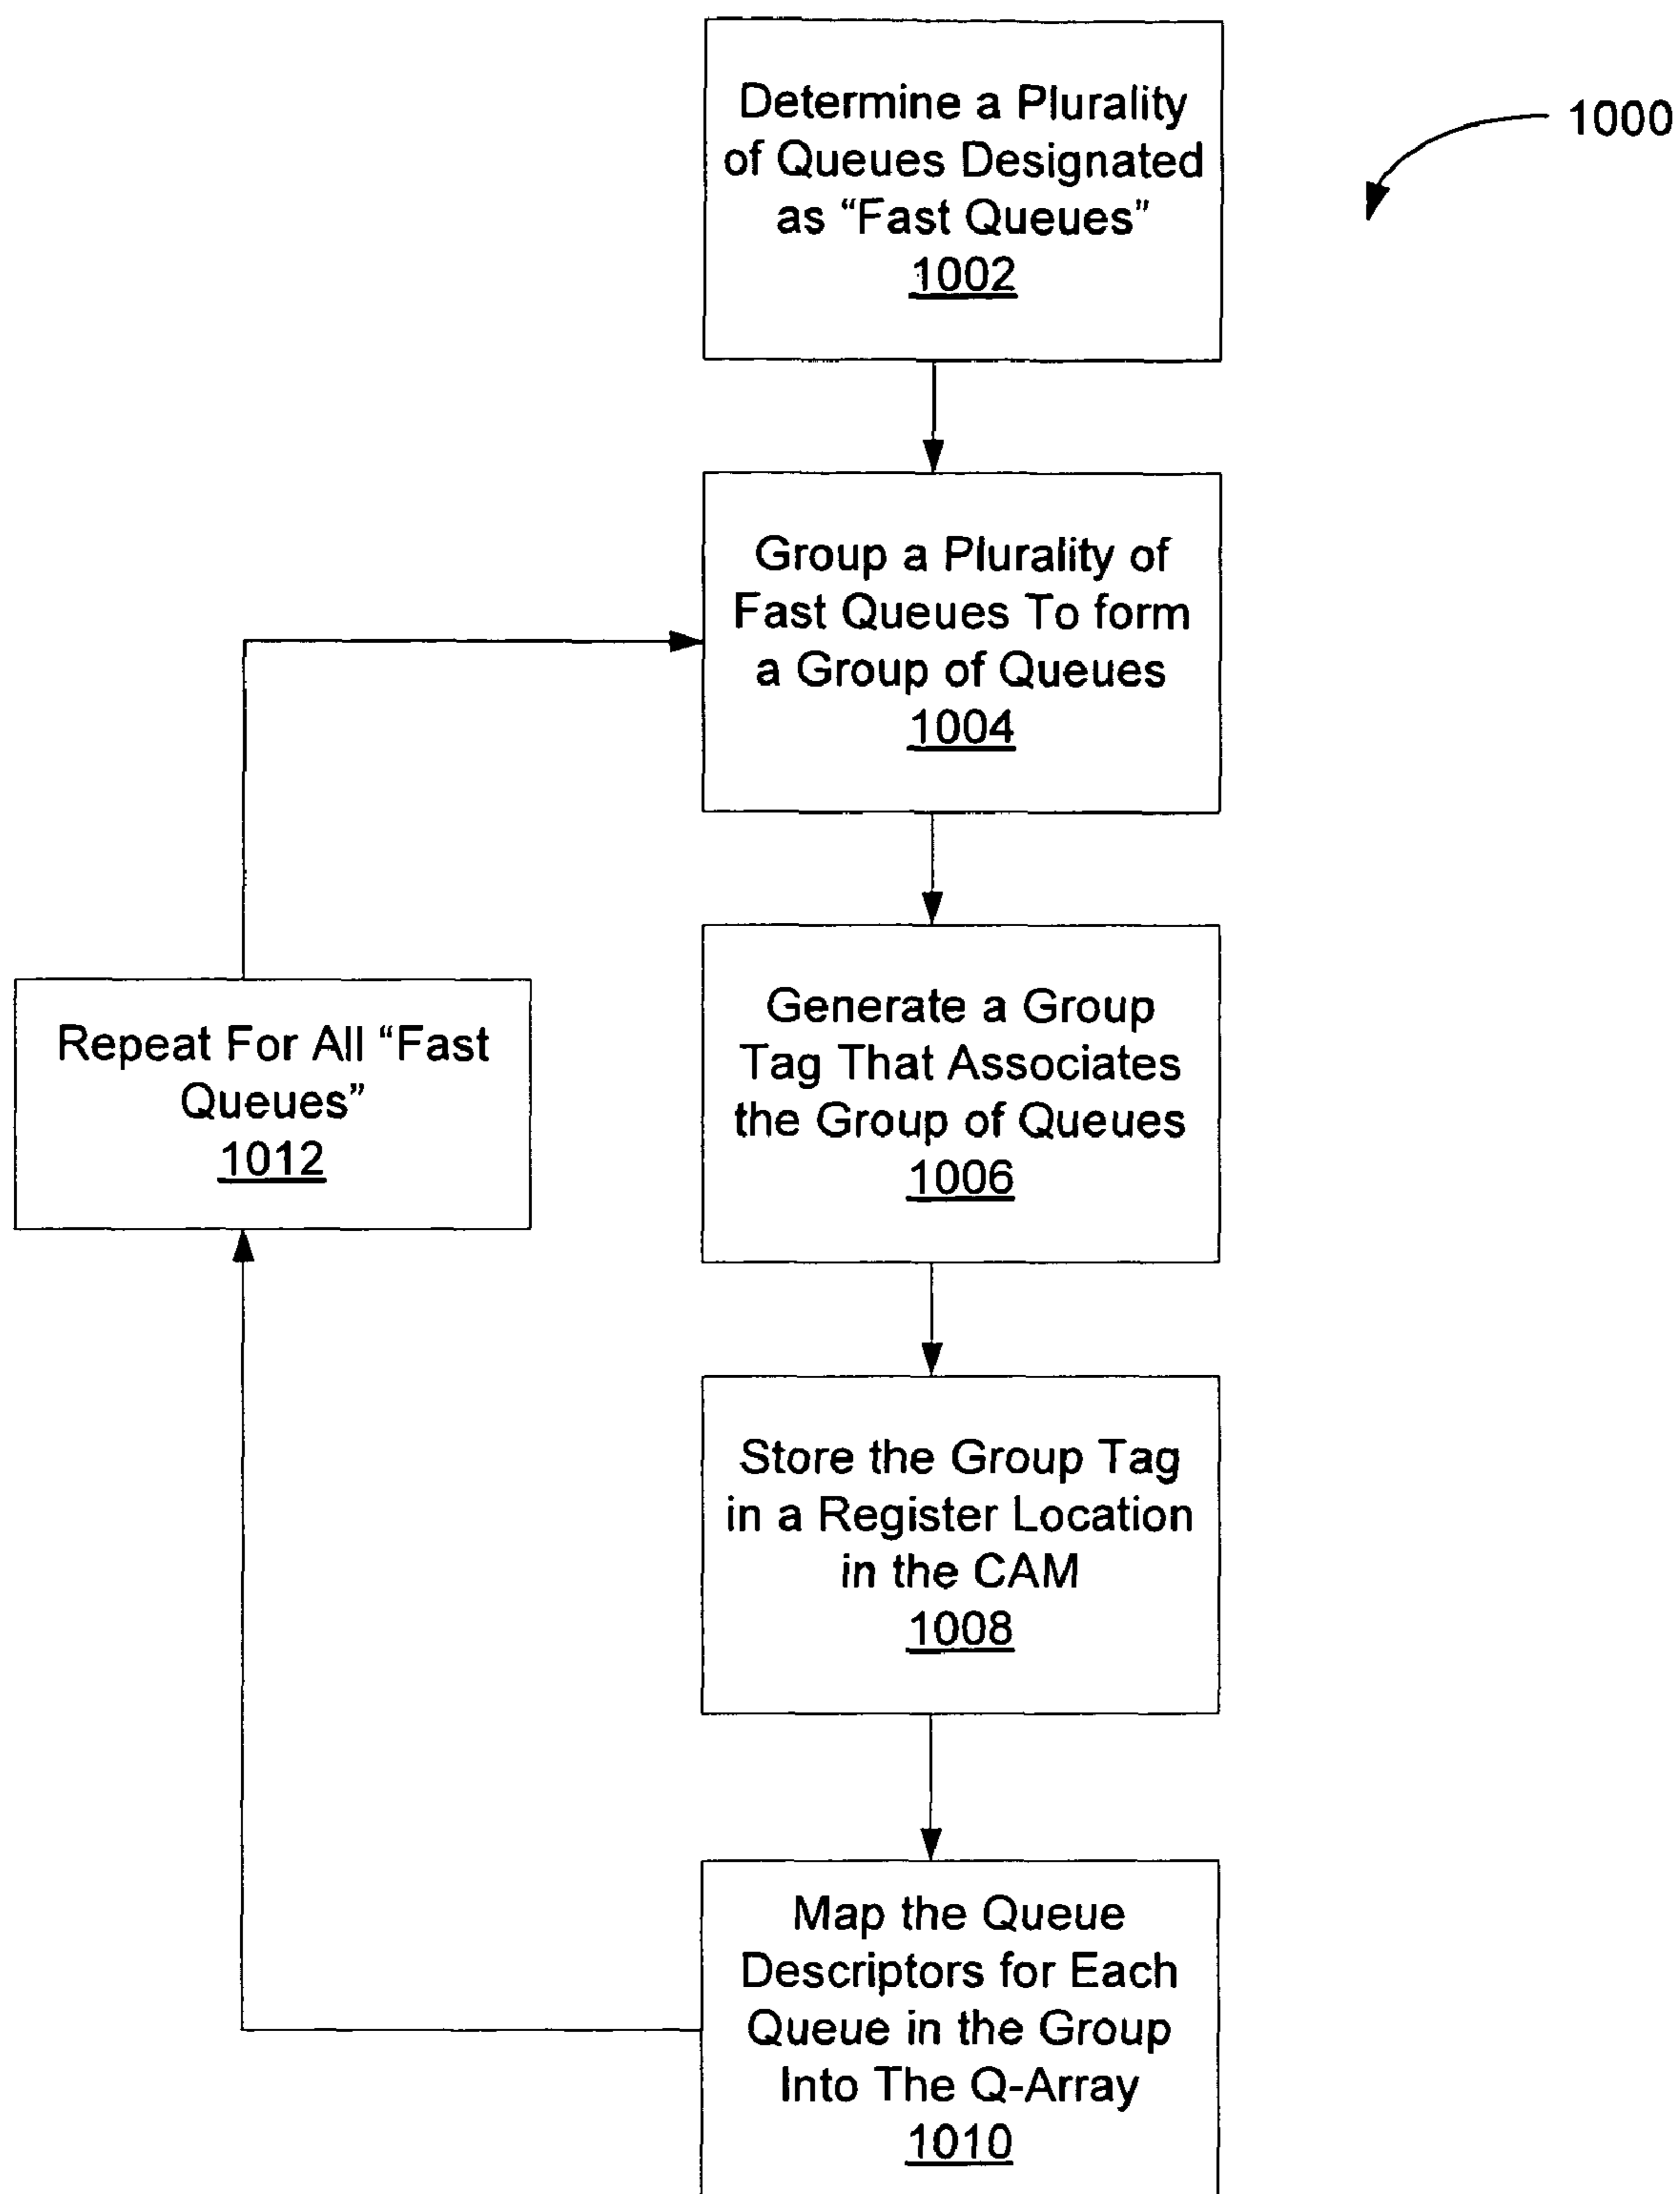 Determine a Plurality
of Queues Designated
as “Fast Queues”
1002
1000
Group a Plurality of
Fast Queues To form
a Group of Queues
1004
Generate a Group
Tag That Associates
the Group of Queues
1006
Repeat For All “Fast
Queues”
1012
Store the Group Tag
in a Register Location
in the CAM
1008
Map the Queue
Descriptors for Each
Queue in the Group
Into The Q-Array
1010